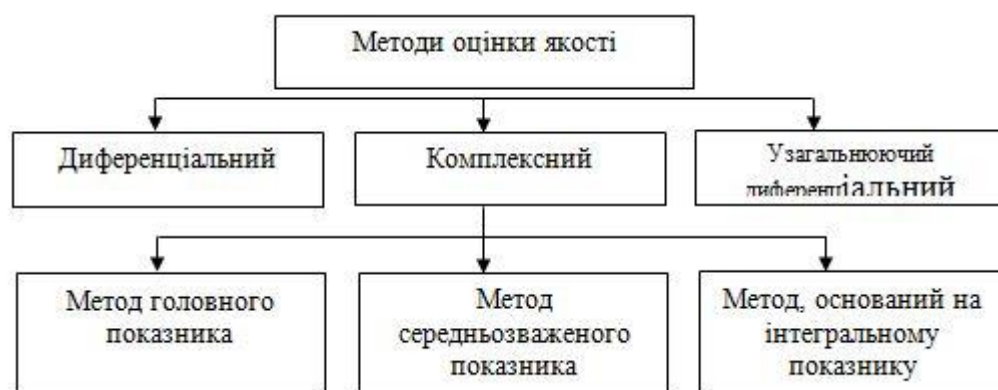 Методи оцінки якості
Диференціальний
Комплексний
Узагальнюючий
диференціальний
Метод головного
показника
Метод
середньозваженого
показника
Метод, оснований на
інтегральному
показнику